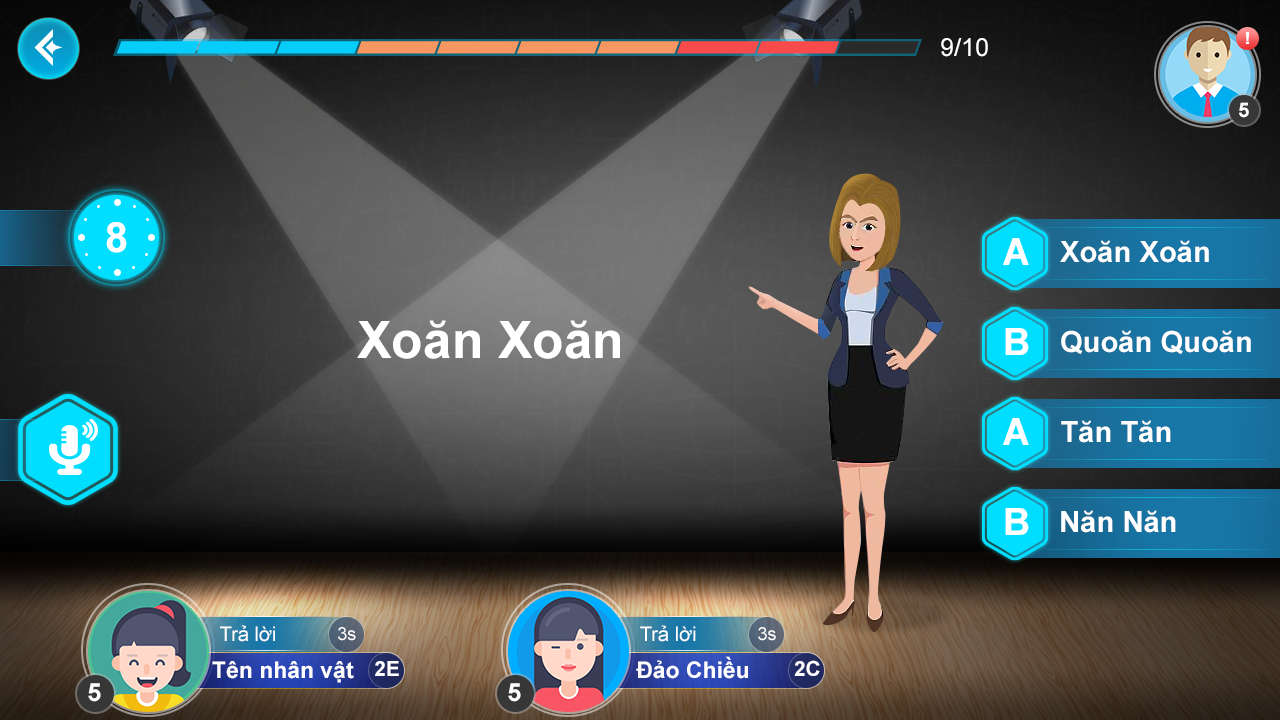 9/10
!
5
8
Xoăn Xoăn
A Xoăn Xoăn
B Quoăn Quoăn
A Tăn Tăn
B Năn Năn
Trả lời 3s
Tên nhân vật 2E
5
Trả lời 3s
Đảo Chiều 2C
5